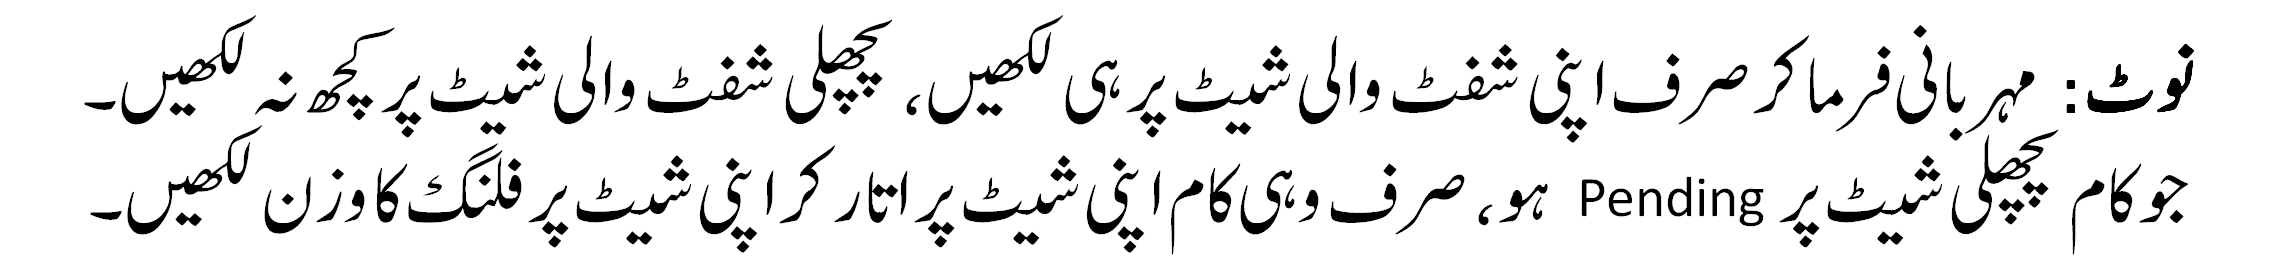 نوٹ: مہربانی فرما کر صرف اپنی شفٹ والی شیٹ پر ہی لکھیں، پچھلی شفٹ والی شیٹ پر کچھ نہ لکھیں۔
جو کام پچھلی شیٹ پر Pending ہو، صرف وہی کام اپنی شیٹ پر اتار کر اپنی شیٹ پر فلنگ کا وزن لکھیں۔